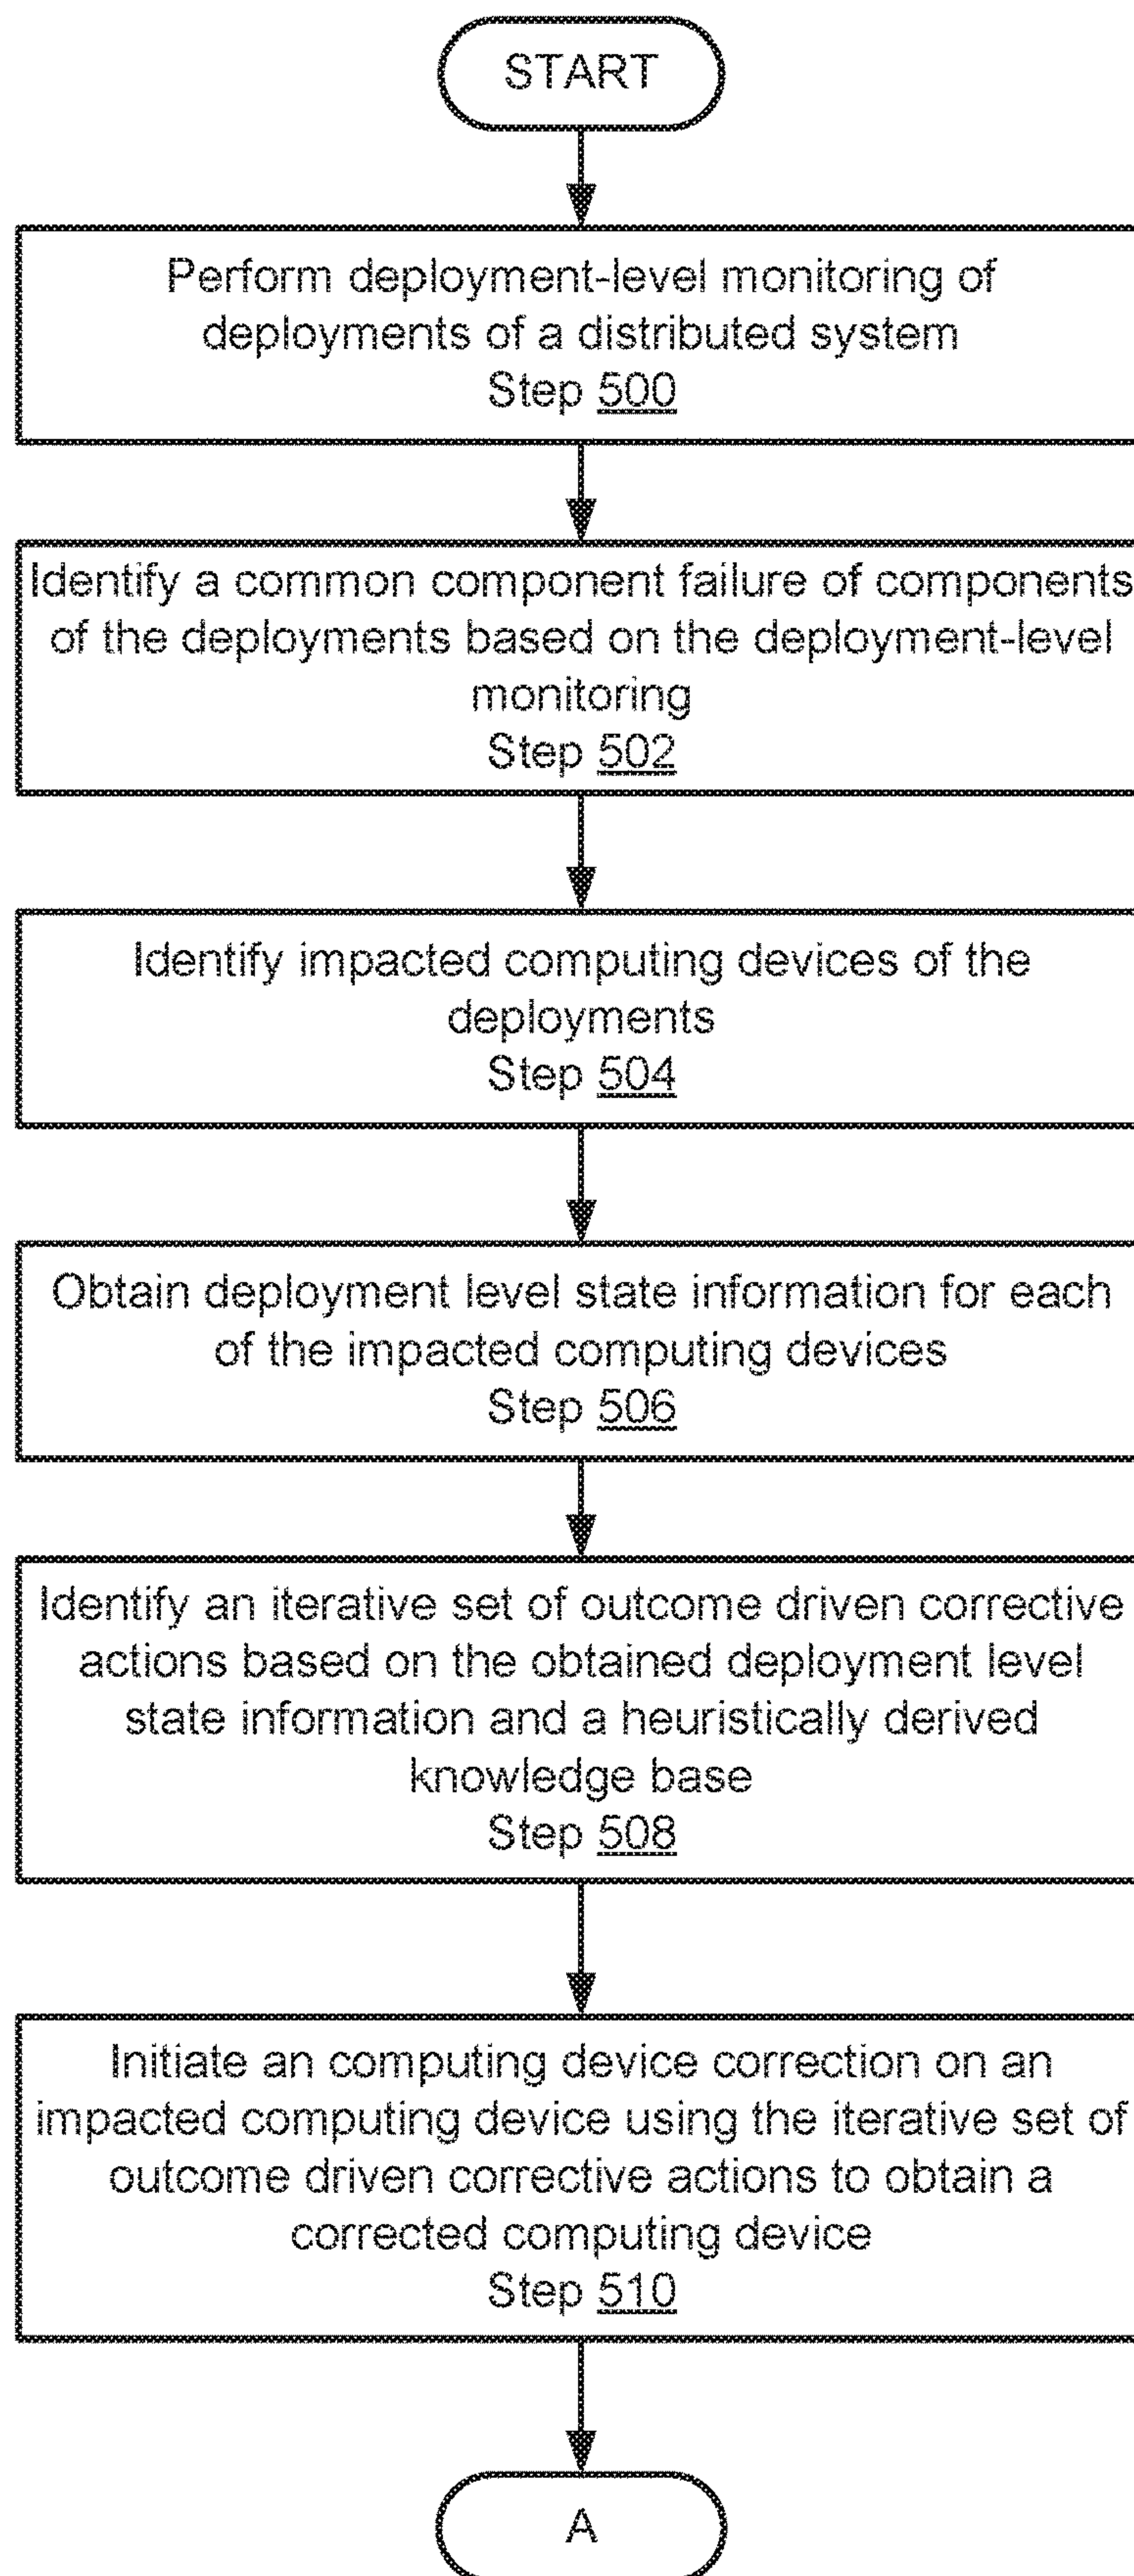 START
Perform deployment-level monitoring of
deployments of a distributed system
Step 500
Identify a common component failure of components
of the deployments based on the deployment-level
monitoring
Step 502
Identify impacted computing devices of the
deployments
Step 504
Obtain deployment level state information for each
of the impacted computing devices
Step 506
Identify an iterative set of outcome driven corrective
actions based on the obtained deployment level
state information and a heuristically derived
knowledge base
Step 508
Initiate an computing device correction on an
impacted computing device using the iterative set of
outcome driven corrective actions to obtain a
corrected computing device
Step 510
A